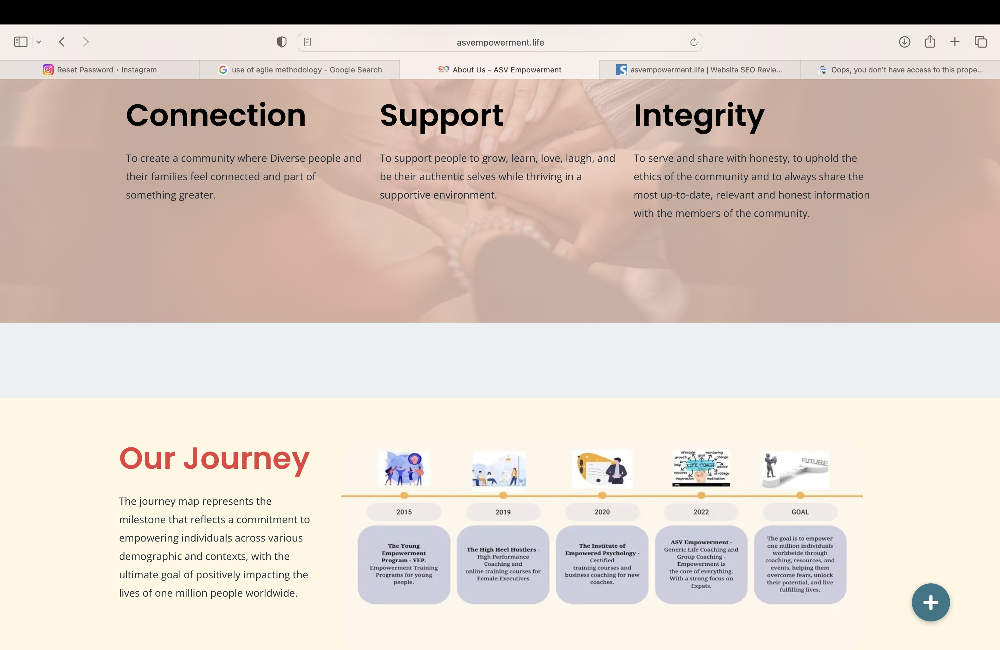 asvempowerment.life
Reset Password • Instagram
use of agile methodology - Google Search
About Us - ASV Empowerment
asvempowerment.life | Website SEO Revie...
Oops, you don't have access to this prope...
Connection
To create a community where Diverse people and
their families feel connected and part of
something greater.
Support
To support people to grow, learn, love, laugh, and
be their authentic selves while thriving in a
supportive environment.
Integrity
To serve and share with honesty, to uphold the
ethics of the community and to always share the
most up-to-date, relevant and honest information
with the members of the community.
Our Journey
The journey map represents the
milestone that reflects a commitment to
empowering individuals across various
demographic and contexts, with the
ultimate goal of positively impacting the
lives of one million people worldwide.
2015
The Young
Empowerment
Program - YEP.
Empowerment Training
Programs for young
people.
2019
The High Heel Hustlers -
High Performance
Coaching and
online training courses for
Female Executives
2020
The Institute of
Empowered Psychology -
Certified
training courses and
business coaching for new
coaches.
lifestyle mentoring
growth goal change
help LIFE COACH advice
success strategy
inspiration motivation
2022
ASV Empowerment -
Generic Life Coaching and
Group Coaching -
Empowerment is
the core of everything.
With a strong focus on
Expats.
FUTURE
GOAL
The goal is to empower
one million individuals
worldwide through
coaching, resources, and
events, helping them
overcome fears, unlock
their potential, and live
fulfilling lives.